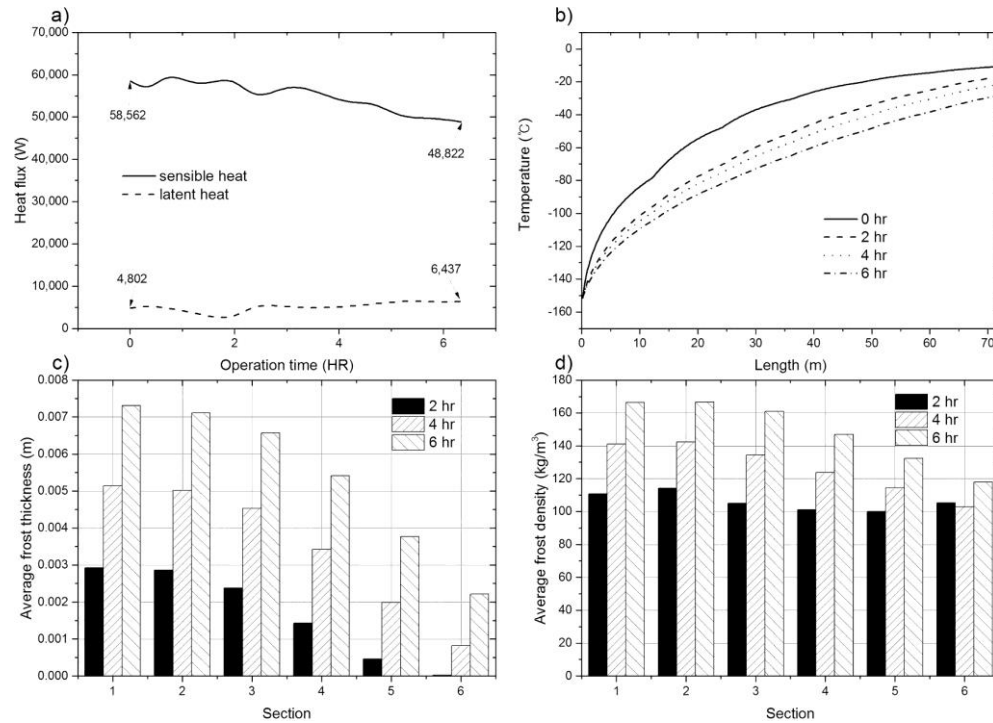 a)
70,000
60,000
50,000
40,000
30,000
20,000
10,000
0
Heat flux (W)
58,562
48,822
sensible heat
latent heat
4,802
6,437
0
2
4
6
Operation time (HR)
b)
0
-20
-40
-60
-80
-100
-120
-140
-160
Temperature (℃)
0 hr
2 hr
4 hr
6 hr
0
10
20
30
40
50
60
70
Length (m)
c)
0.008
0.007
0.006
0.005
0.004
0.003
0.002
0.001
0.000
Average frost thickness (m)
2 hr
4 hr
6 hr
1
2
3
4
5
6
Section
d)
180
160
140
120
100
80
60
40
20
0
Average frost density (kg/m³)
2 hr
4 hr
6 hr
1
2
3
4
5
6
Section